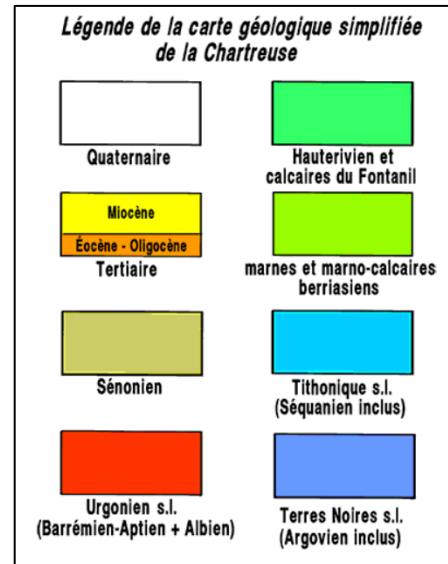 Légende de la carte géologique simplifiée
de la Chartreuse
Quaternaire
Hauterivien et
calcaires du Fontanil
Miocène
Éocène - Oligocène
Tertiaire
marnes et marno-calcaires
berriasiens
Sénonien
Tithonique s.l.
(Séquanien inclus)
Urgonien s.l.
(Barrémien-Aptien + Albien)
Terres Noires s.l.
(Argovien inclus)